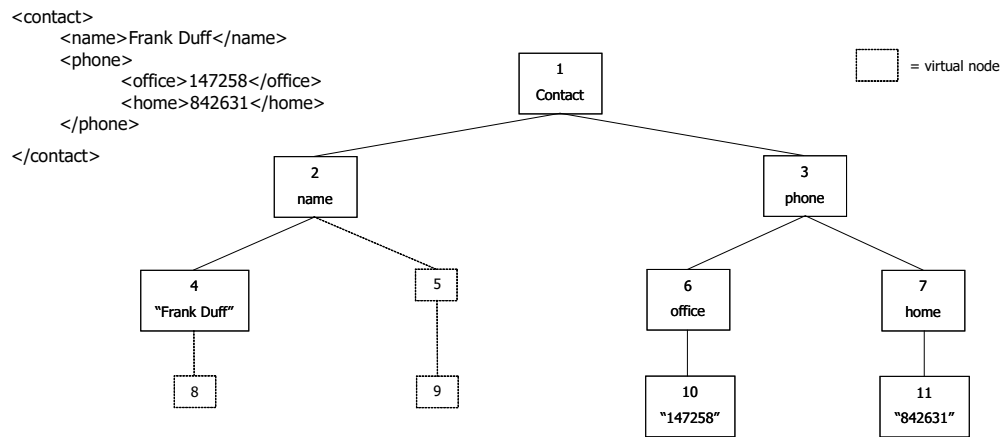 <contact>
<name>Frank Duff</name>
<phone>
<office>147258</office>
<home>842631</home>
</phone>
</contact>
= virtual node
1
Contact
2
name
3
phone
4
“Frank Duff”
5
6
office
7
home
8
9
10
“147258”
11
“842631”